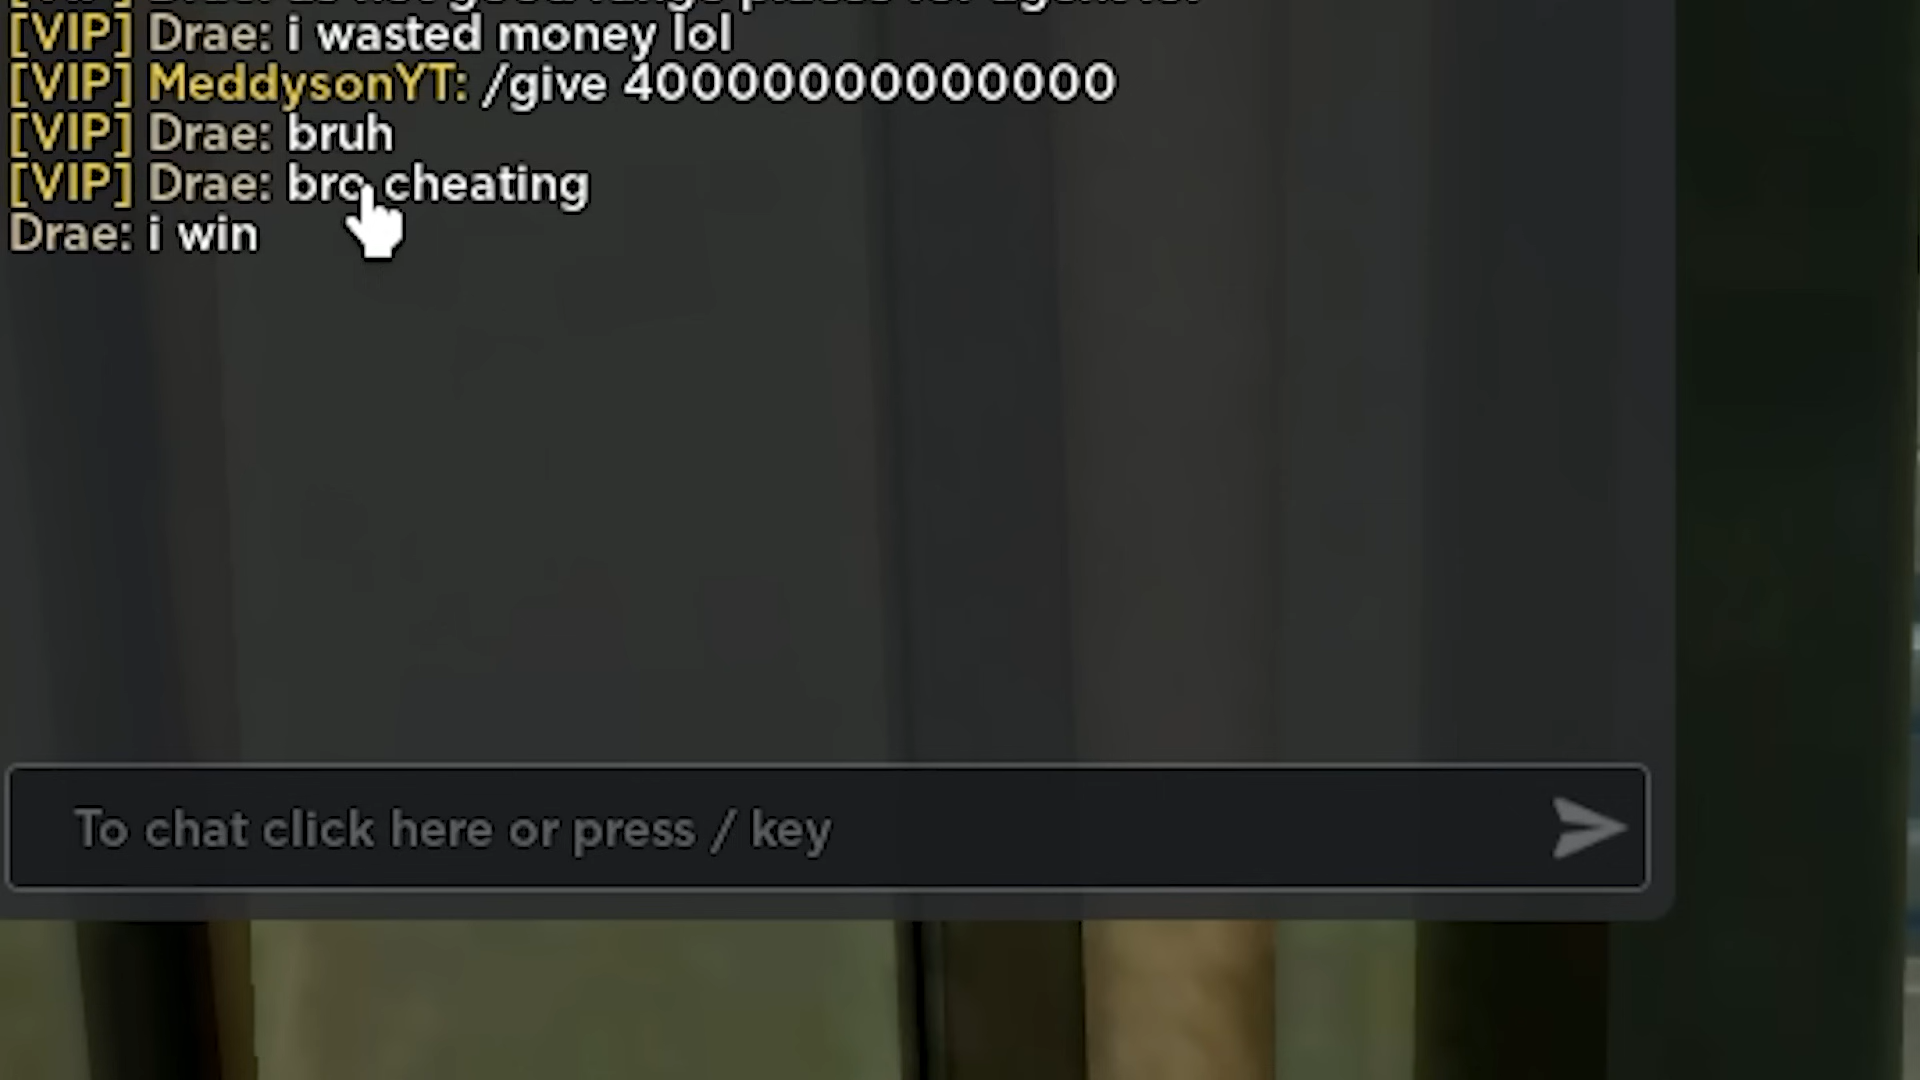 [VIP] Drae: i wasted money lol
[VIP] MeddysonYT: /give 400000000000000
[VIP] Drae: bruh
[VIP] Drae: bro cheating
Drae: i win
To chat click here or press / key